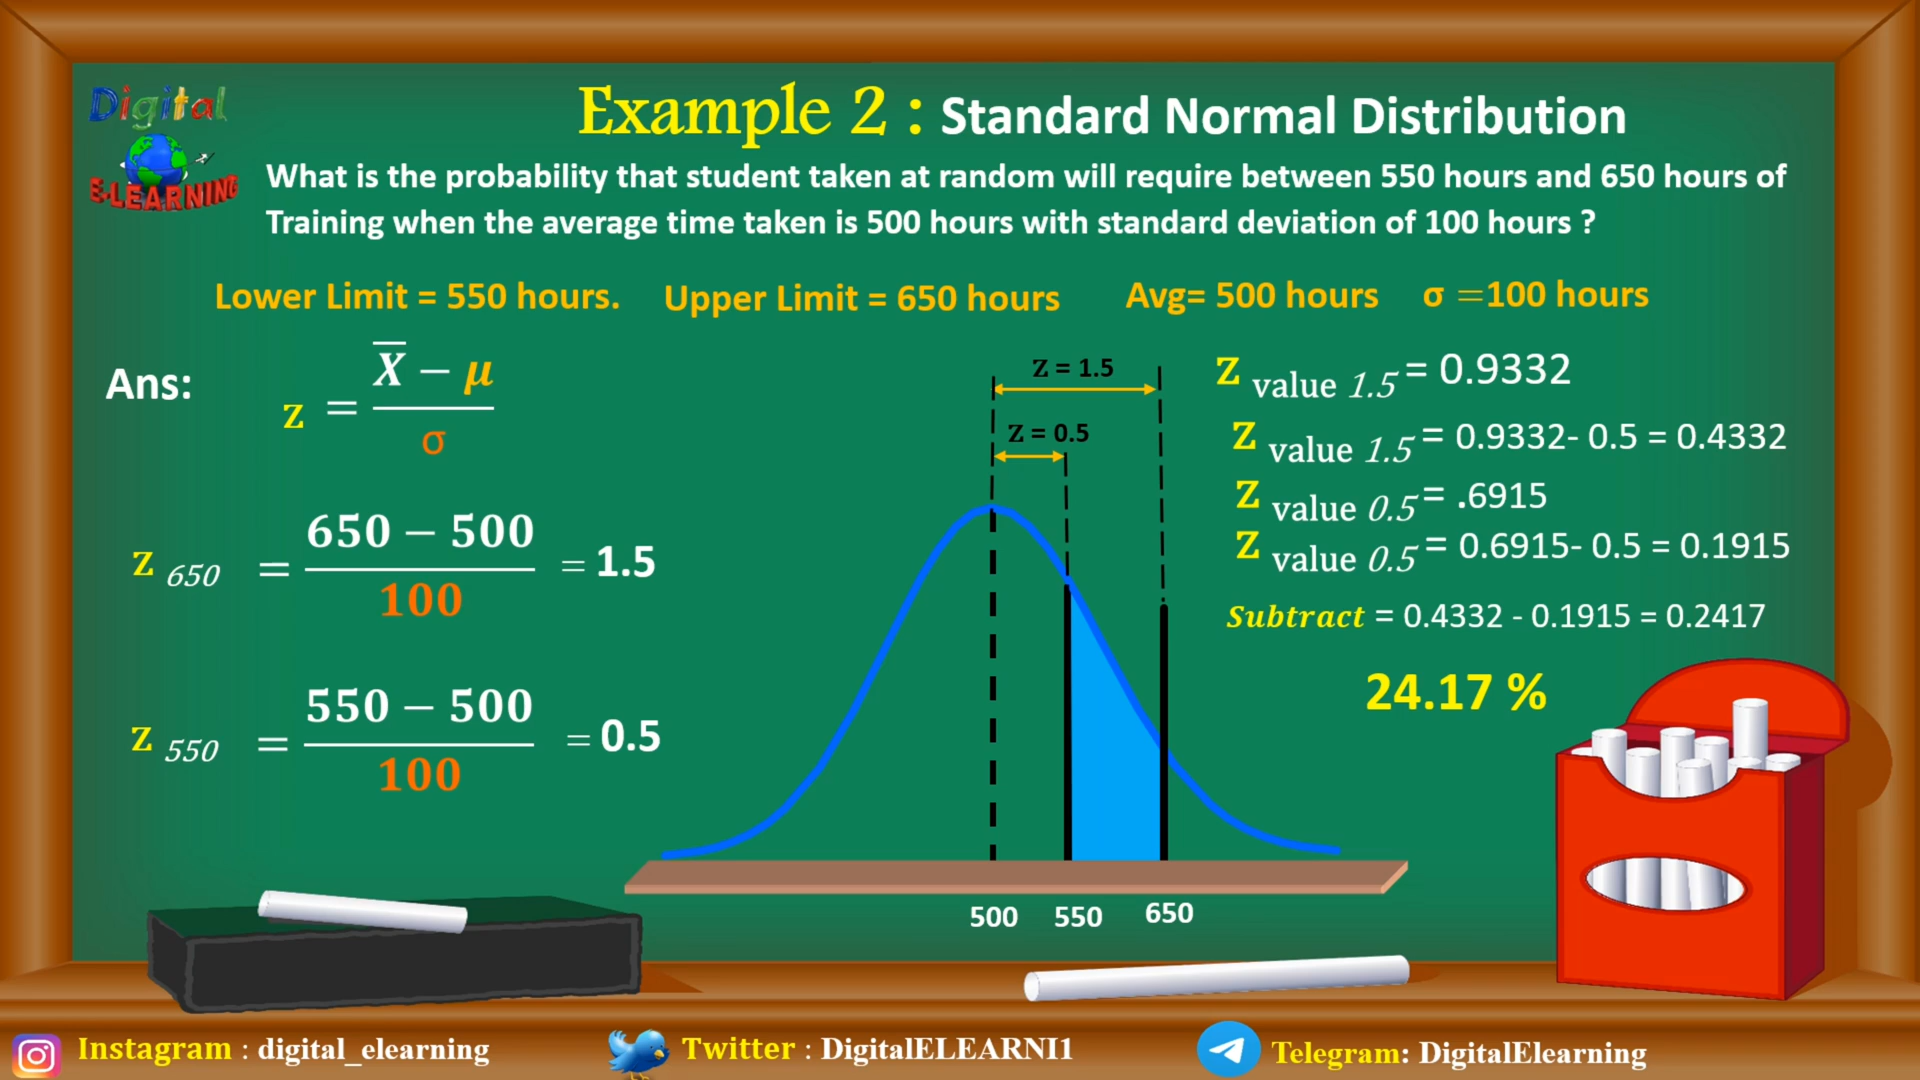 Digital
E-LEARNING
Example 2 : Standard Normal Distribution
What is the probability that student taken at random will require between 550 hours and 650 hours of
Training when the average time taken is 500 hours with standard deviation of 100 hours ?
Lower Limit = 550 hours. Upper Limit = 650 hours Avg= 500 hours σ =100 hours
Ans:
z = (X̅ − μ) / σ
z 650 = (650 − 500) / 100 = 1.5
z 550 = (550 − 500) / 100 = 0.5
Z = 1.5
Z = 0.5
500 550 650
Z value 1.5 = 0.9332
Z value 1.5 = 0.9332- 0.5 = 0.4332
Z value 0.5 = .6915
Z value 0.5 = 0.6915- 0.5 = 0.1915
Subtract = 0.4332 - 0.1915 = 0.2417
24.17 %
Instagram : digital_elearning Twitter : DigitalELEARNI1 Telegram: DigitalElearning